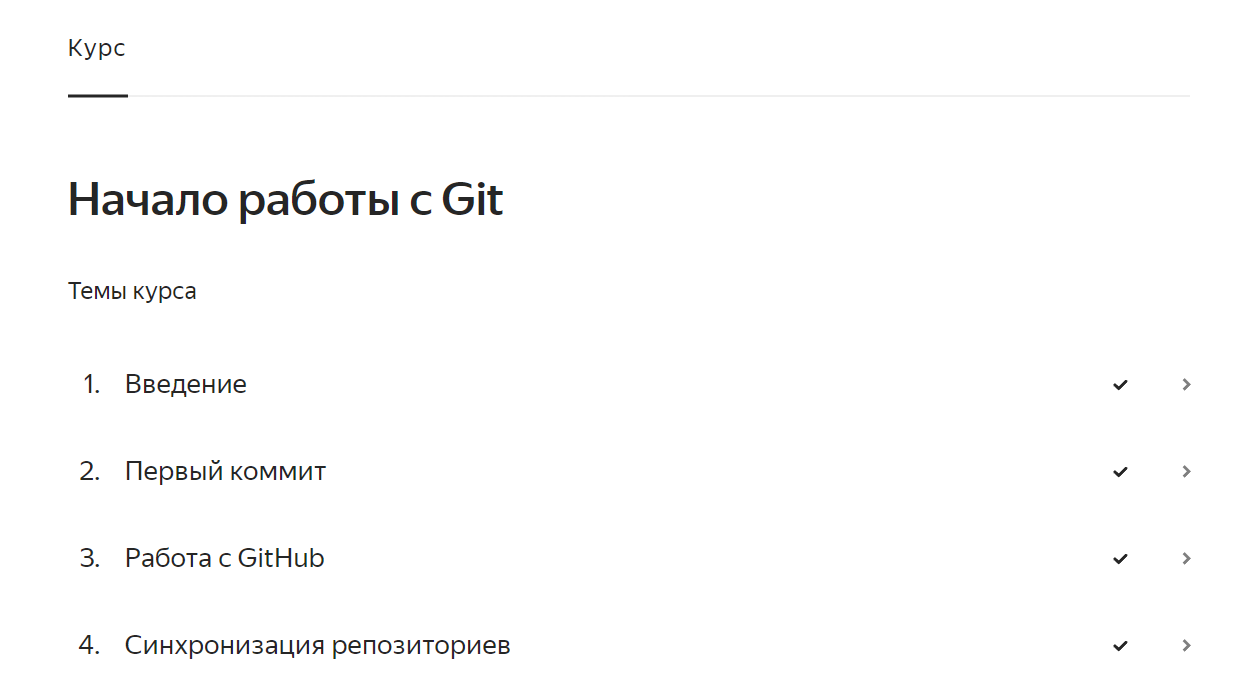 Курс
Начало работы с Git
Темы курса
1. Введение
2. Первый коммит
3. Работа с GitHub
4. Синхронизация репозиториев